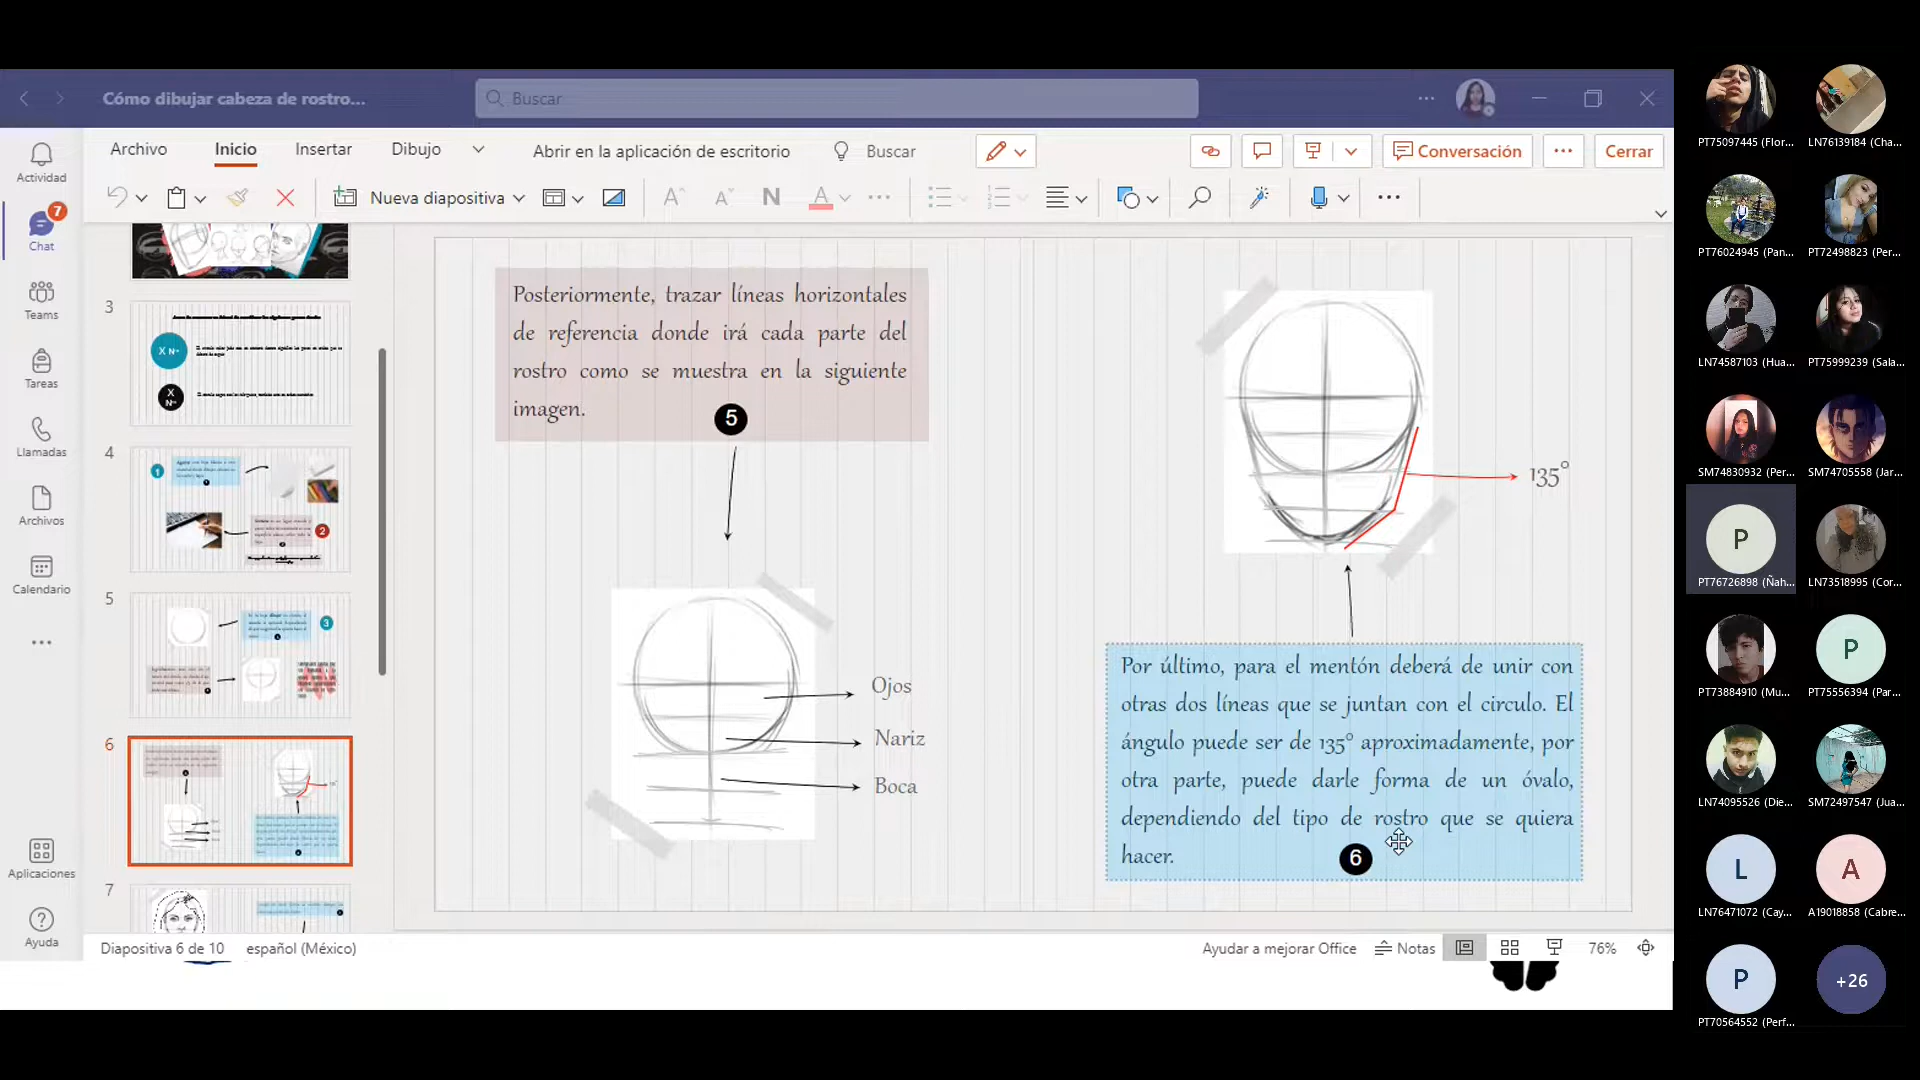 Cómo dibujar cabeza de rostro...
Buscar
Actividad
7
Chat
Teams
Tareas
Llamadas
Archivos
Calendario
Aplicaciones
Ayuda
Archivo Inicio Insertar Dibujo Abrir en la aplicación de escritorio Buscar Conversación Cerrar
Nueva diapositiva N A
3
X Nº
X
Nº
4
1
2
5
3
6
7
Posteriormente, trazar líneas horizontales
de referencia donde irá cada parte del
rostro como se muestra en la siguiente
imagen.
5
Ojos
Nariz
Boca
135°
Por último, para el mentón deberá de unir con
otras dos líneas que se juntan con el circulo. El
ángulo puede ser de 135° aproximadamente, por
otra parte, puede darle forma de un óvalo,
dependiendo del tipo de rostro que se quiera
hacer.
6
Diapositiva 6 de 10 español (México) Ayudar a mejorar Office Notas 76%
PT75097445 (Flor... LN76139184 (Cha...
PT76024945 (Pan... PT72498823 (Per...
LN74587103 (Hua... PT75999239 (Sala...
SM74830932 (Per... SM74705558 (Jar...
P
PT76726898 (Ñah... LN73518995 (Cor...
P
PT73884910 (Mu... PT75556394 (Par...
LN74095526 (Die... SM72497547 (Jua...
L A
LN76471072 (Cay... A19018858 (Cabre...
P +26
PT70564552 (Perf...